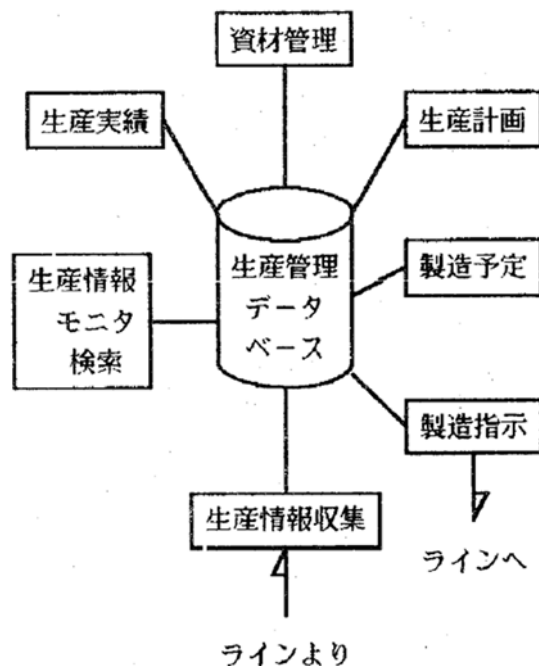 資材管理
生産実績
生産計画
生産管理
データ
ベース
生産情報
モニタ
検索
製造予定
製造指示
生産情報収集
ラインへ
ラインより